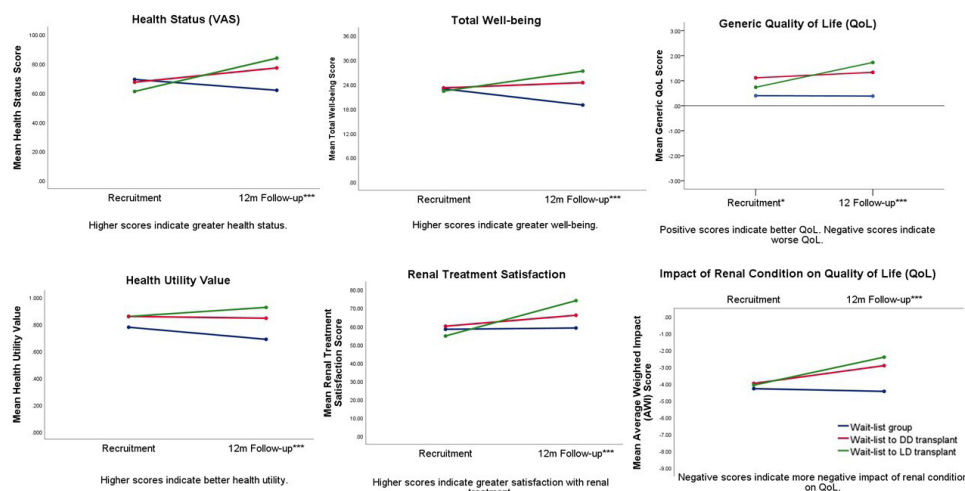 Health Status (VAS)
Mean Health Status Score
100.00
80.00
60.00
40.00
20.00
.00
Recruitment
12m Follow-up***
Higher scores indicate greater health status.
Total Well-being
Mean Total Well-being Score
36.00
30.00
24.00
18.00
12.00
6.00
.00
Recruitment
12m Follow-up***
Higher scores indicate greater well-being.
Generic Quality of Life (QoL)
Mean Generic QoL Score
3.00
2.00
1.00
.00
-1.00
-2.00
-3.00
Recruitment*
12 Follow-up***
Positive scores indicate better QoL. Negative scores indicate
worse QoL.
Health Utility Value
Mean Health Utility Value
1.000
.800
.600
.400
.200
.000
Recruitment
12m Follow-up***
Higher scores indicate better health utility.
Renal Treatment Satisfaction
Mean Renal Treatment
Satisfaction Score
80.00
70.00
60.00
50.00
40.00
30.00
20.00
10.00
.00
Recruitment
12m Follow-up***
Higher scores indicate greater satisfaction with renal
treatment
Impact of Renal Condition on Quality of Life (QoL)
Recruitment
12m Follow-up***
Mean Average Weighted Impact
(AWI) Score
.00
-1.00
-2.00
-3.00
-4.00
-5.00
-6.00
-7.00
-8.00
-9.00
Wait-list group
Wait-list to DD transplant
Wait-list to LD transplant
Negative scores indicate more negative impact of renal condition
on QoL.